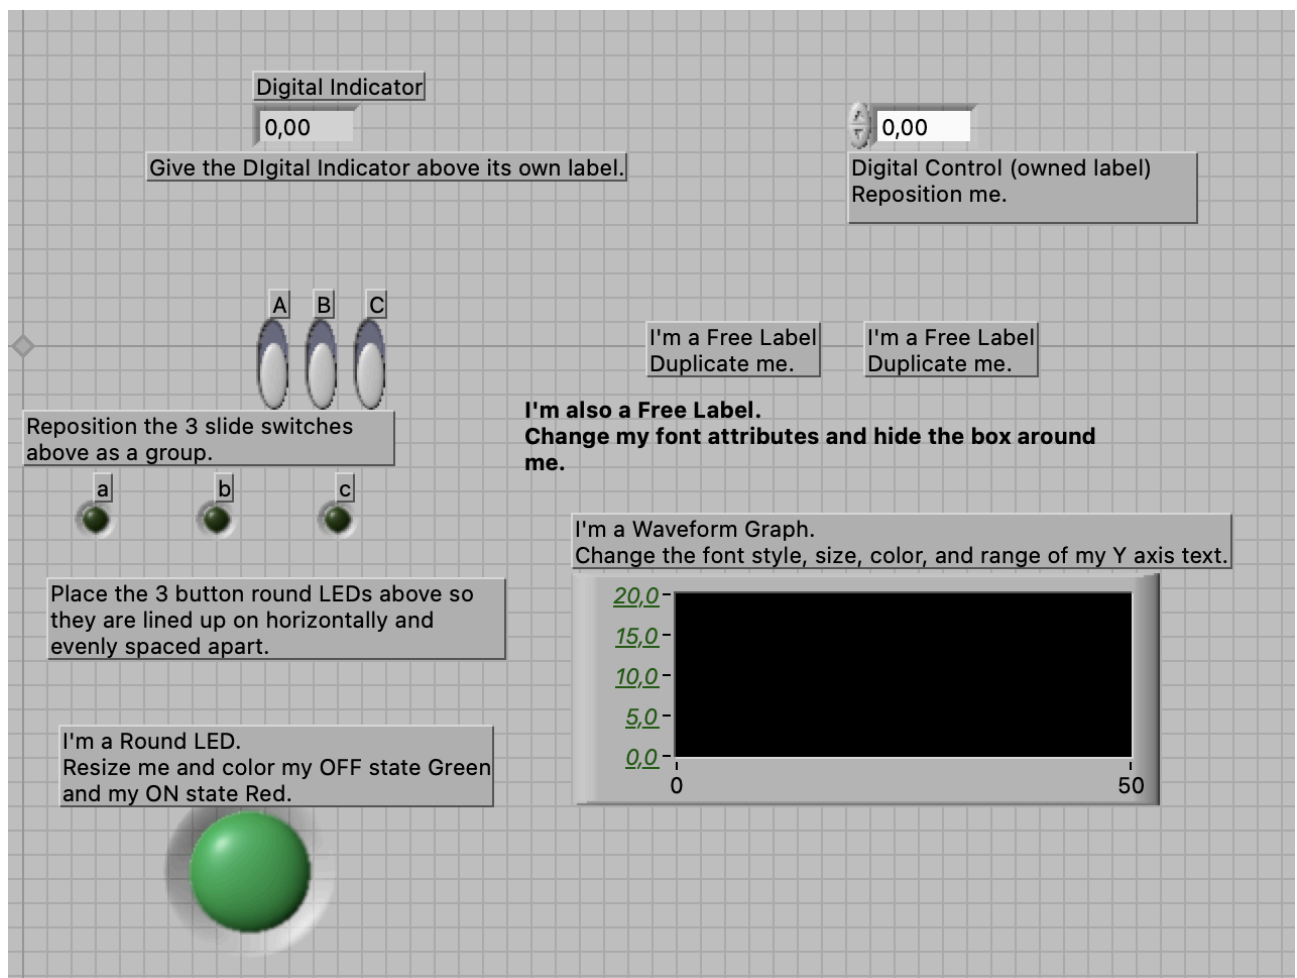 Digital Indicator
0,00
Give the DIgital Indicator above its own label.
0,00
Digital Control (owned label)
Reposition me.
A B C
Reposition the 3 slide switches
above as a group.
I'm a Free Label
Duplicate me.
I'm a Free Label
Duplicate me.
I'm also a Free Label.
Change my font attributes and hide the box around
me.
a b c
Place the 3 button round LEDs above so
they are lined up on horizontally and
evenly spaced apart.
I'm a Waveform Graph.
Change the font style, size, color, and range of my Y axis text.
20,0
15,0
10,0
5,0
0,0
0 50
I'm a Round LED.
Resize me and color my OFF state Green
and my ON state Red.